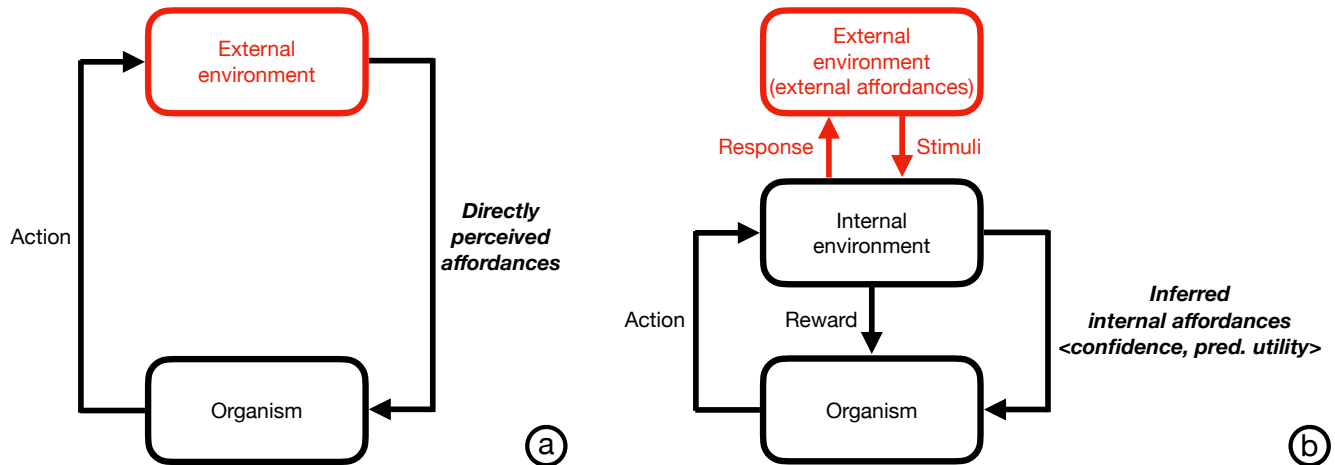 External
environment
Action
Directly
perceived
affordances
Organism
a
External
environment
(external affordances)
Response
Stimuli
Internal
environment
Action
Reward
Inferred
internal affordances
<confidence, pred. utility>
Organism
b